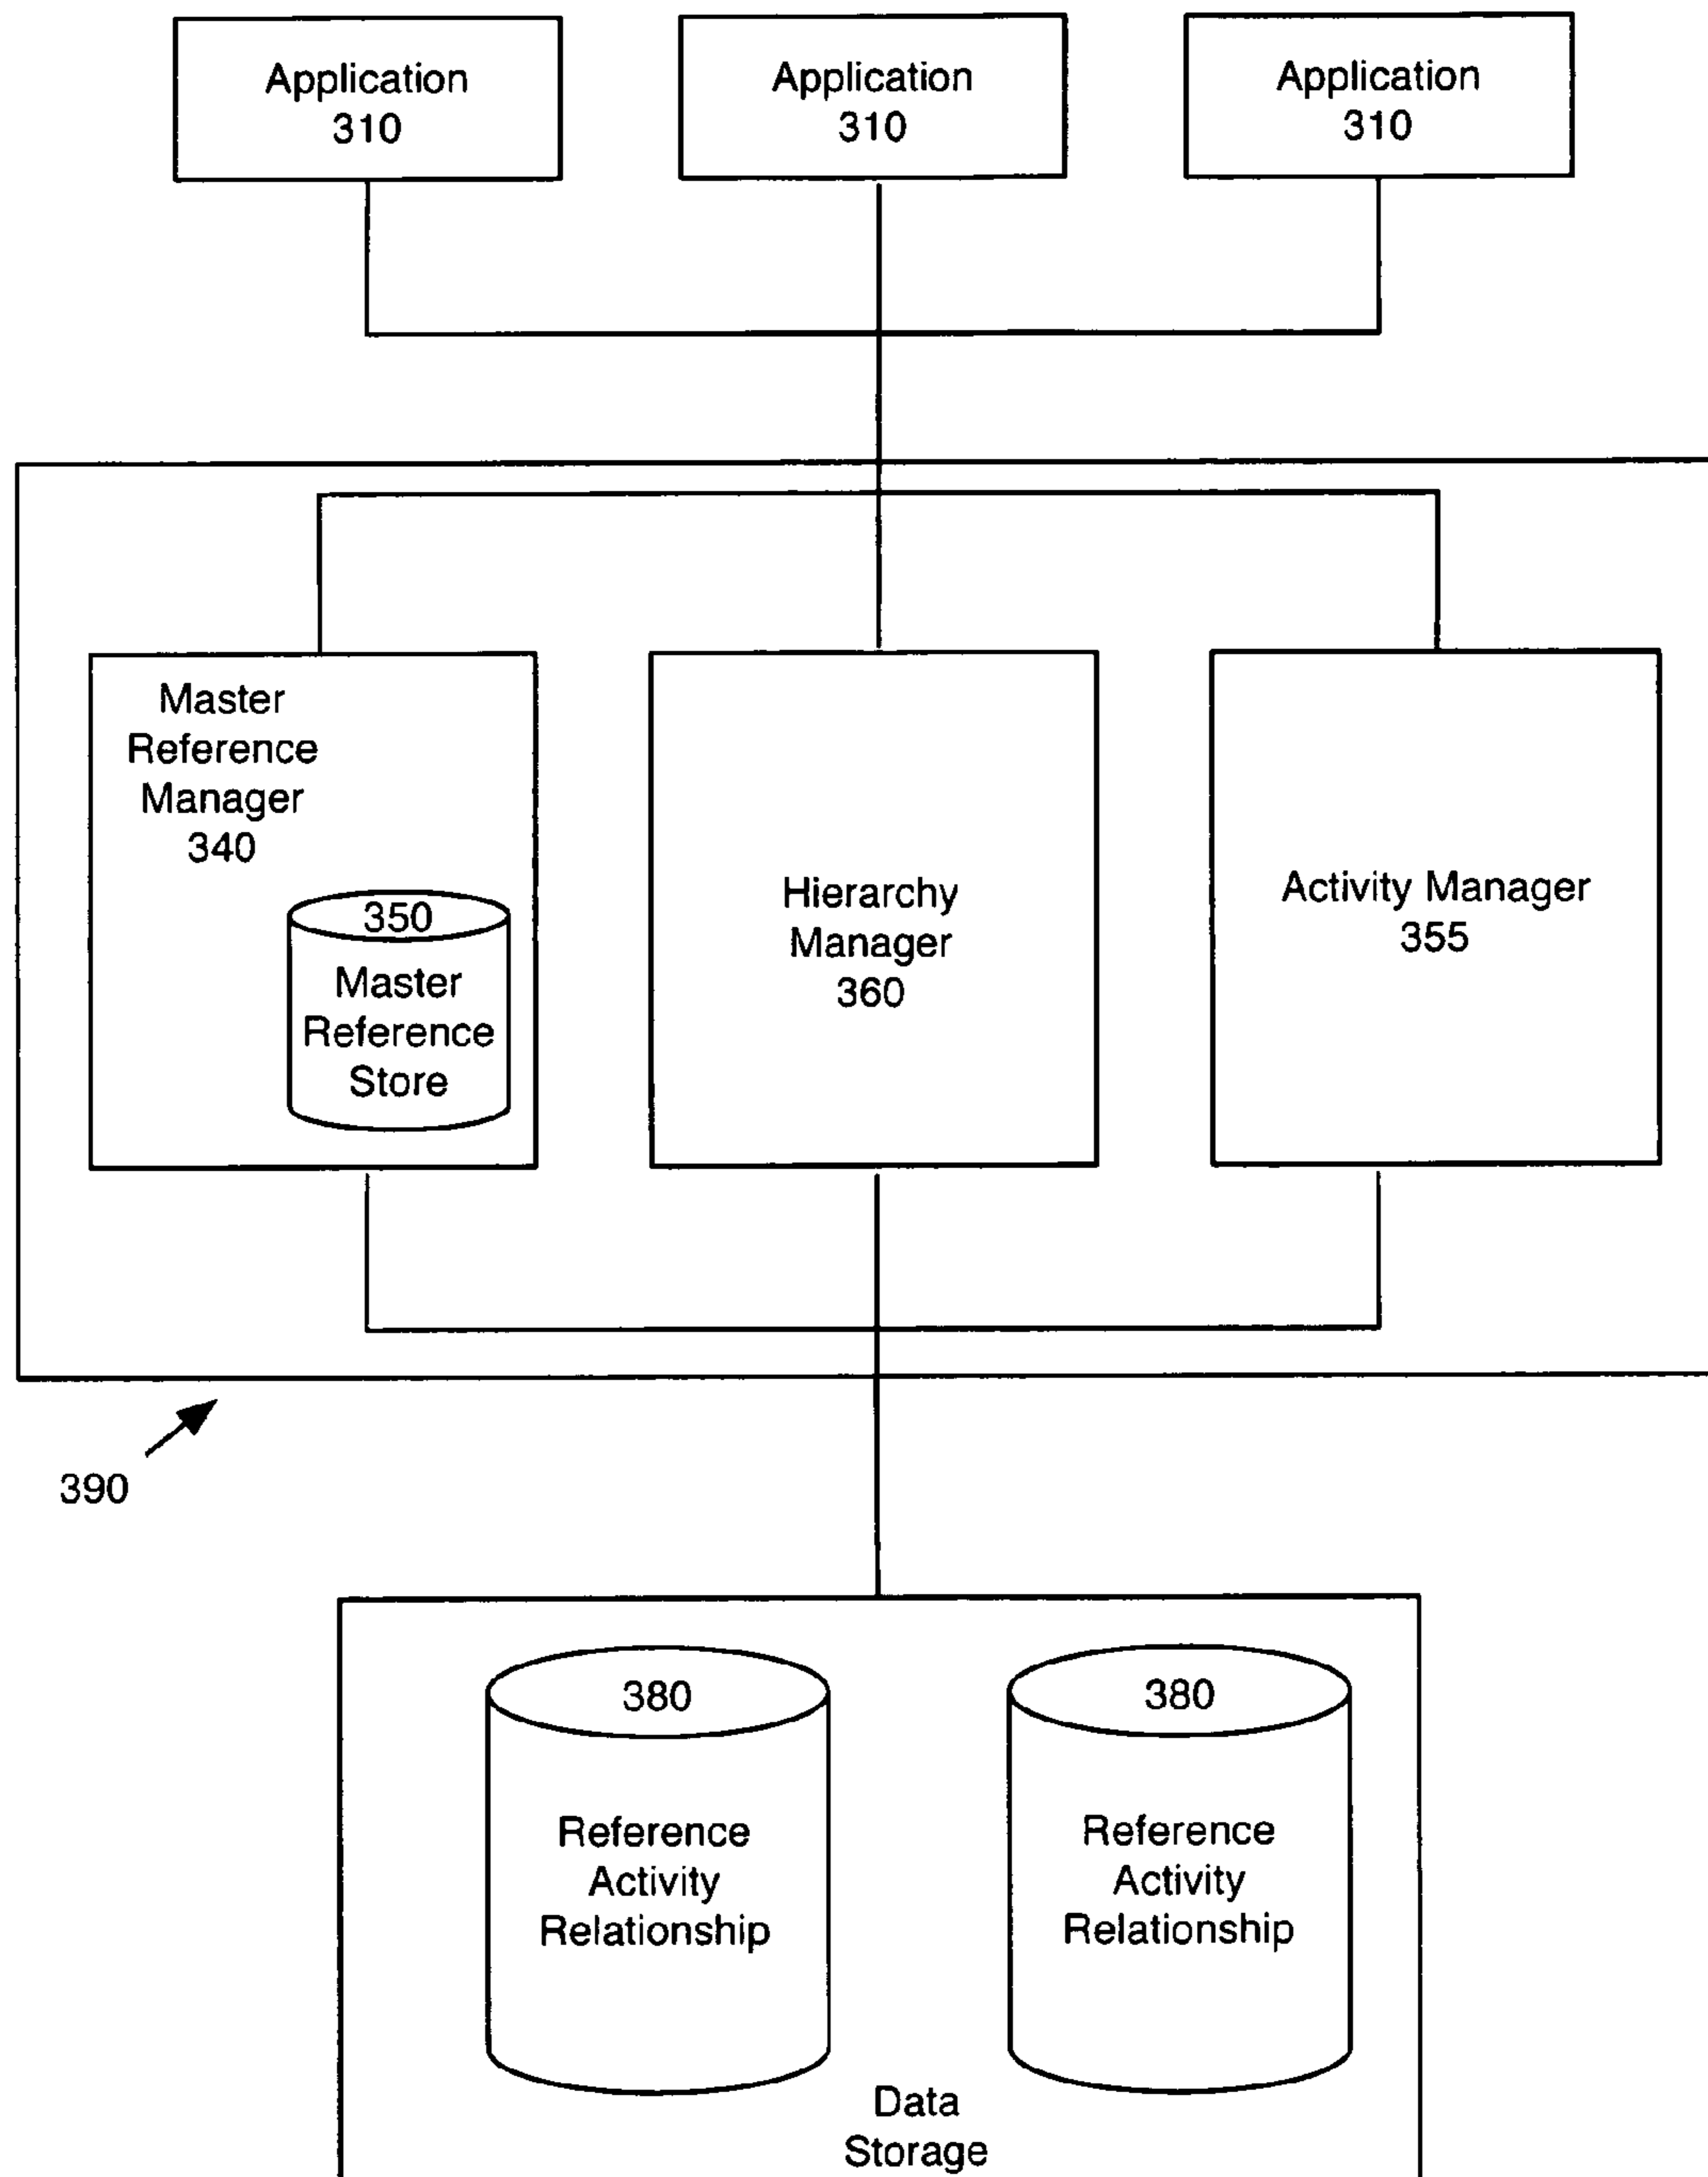 Application
310
Application
310
Application
310
Master
Reference
Manager
340
350
Master
Reference
Store
Hierarchy
Manager
360
Activity Manager
355
390
380
Reference
Activity
Relationship
380
Reference
Activity
Relationship
Data
Storage